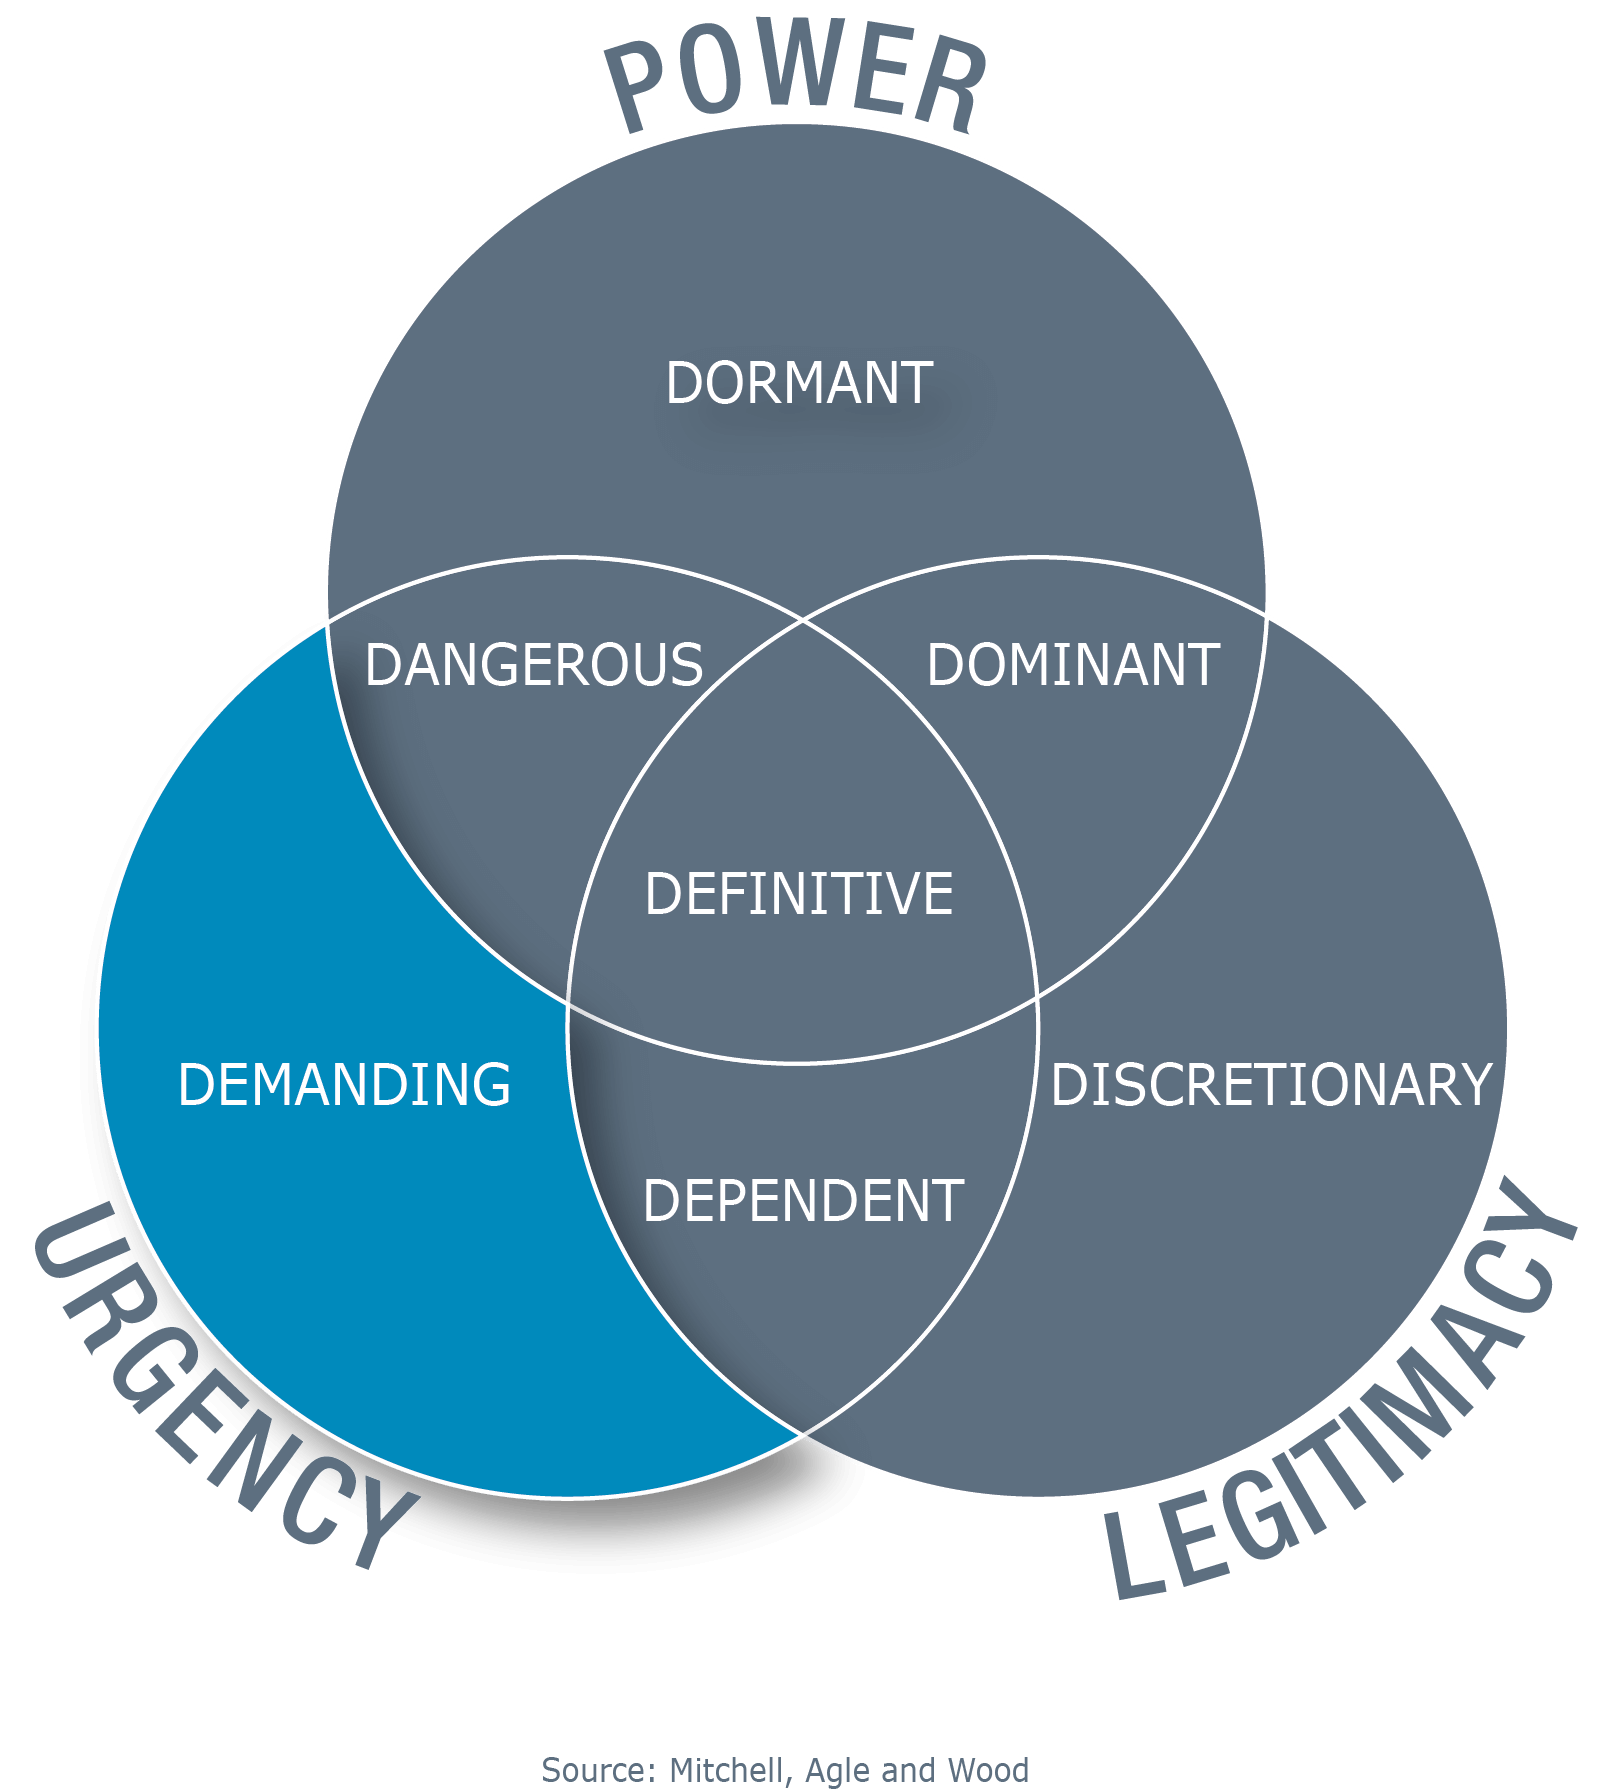 POWER
DORMANT
DANGEROUS
DOMINANT
DEFINITIVE
DEMANDING
DISCRETIONARY
DEPENDENT
URGENCY
LEGITIMACY
Source: Mitchell, Agle and Wood